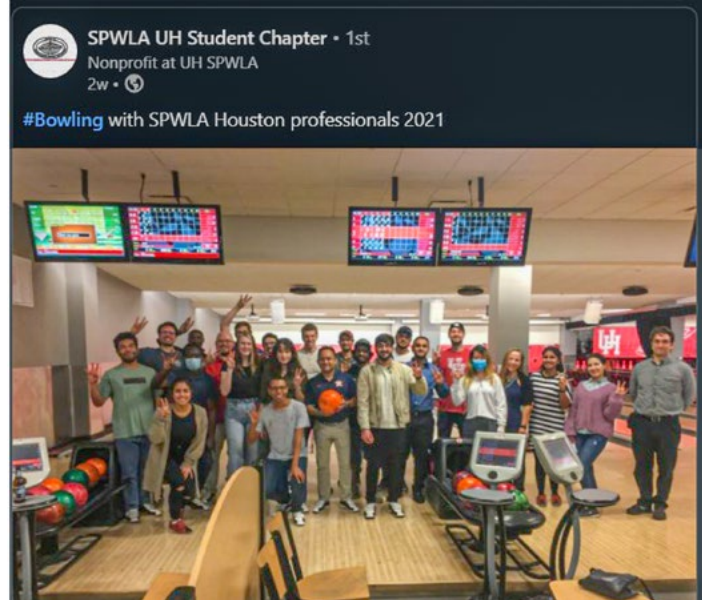 SPWLA UH Student Chapter • 1st
Nonprofit at UH SPWLA
2w •
#Bowling with SPWLA Houston professionals 2021
UH